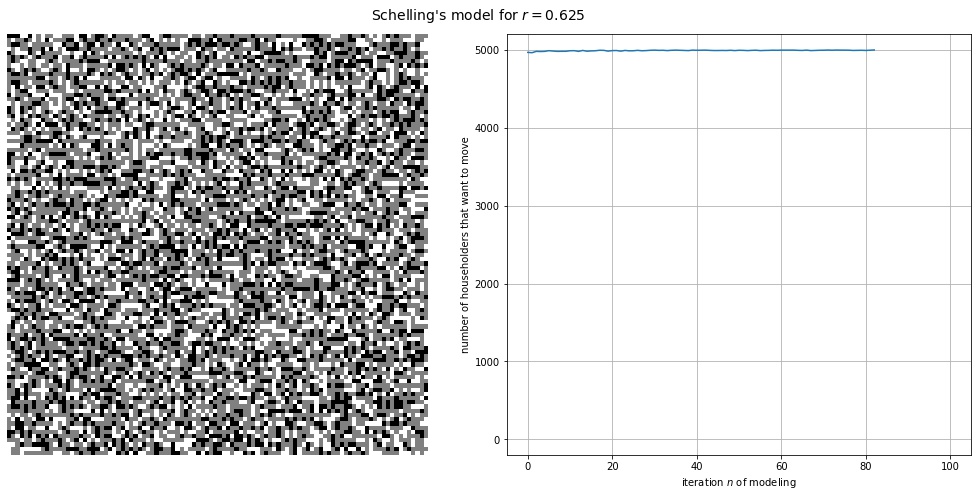 Schelling's model for r = 0.625
number of householders that want to move
5000
4000
3000
2000
1000
0
0 20 40 60 80 100
iteration n of modeling